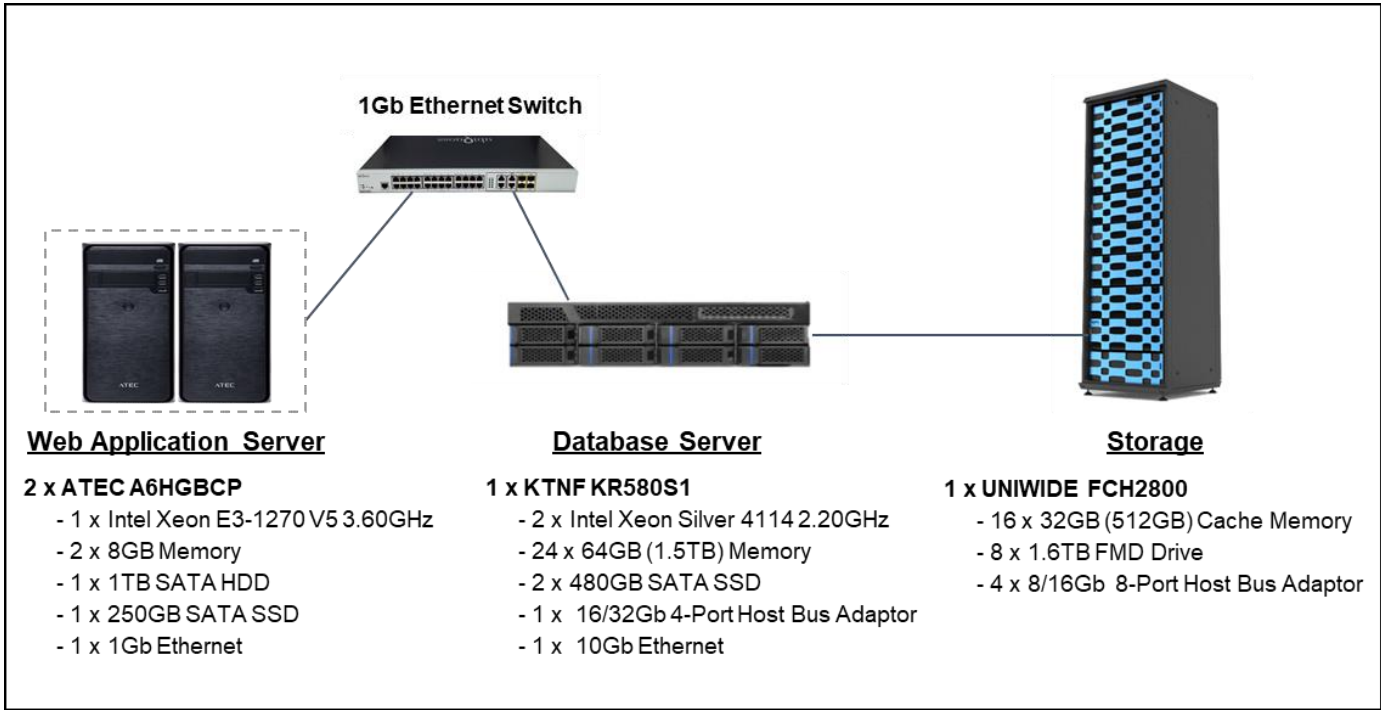 1Gb Ethernet Switch
ATEC
ATEC
Web Application Server
2 x ATEC A6HGBCP
- 1 x Intel Xeon E3-1270 V5 3.60GHz
- 2 x 8GB Memory
- 1 x 1TB SATA HDD
- 1 x 250GB SATA SSD
- 1 x 1Gb Ethernet
Database Server
1 x KTNF KR580S1
- 2 x Intel Xeon Silver 4114 2.20GHz
- 24 x 64GB (1.5TB) Memory
- 2 x 480GB SATA SSD
- 1 x 16/32Gb 4-Port Host Bus Adaptor
- 1 x 10Gb Ethernet
Storage
1 x UNIWIDE FCH2800
- 16 x 32GB (512GB) Cache Memory
- 8 x 1.6TB FMD Drive
- 4 x 8/16Gb 8-Port Host Bus Adaptor